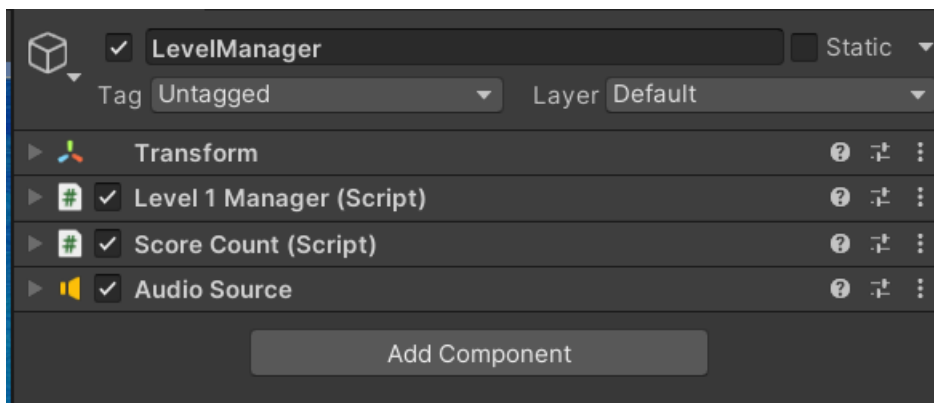 LevelManager Static
Tag Untagged Layer Default
Transform
Level 1 Manager (Script)
Score Count (Script)
Audio Source
Add Component